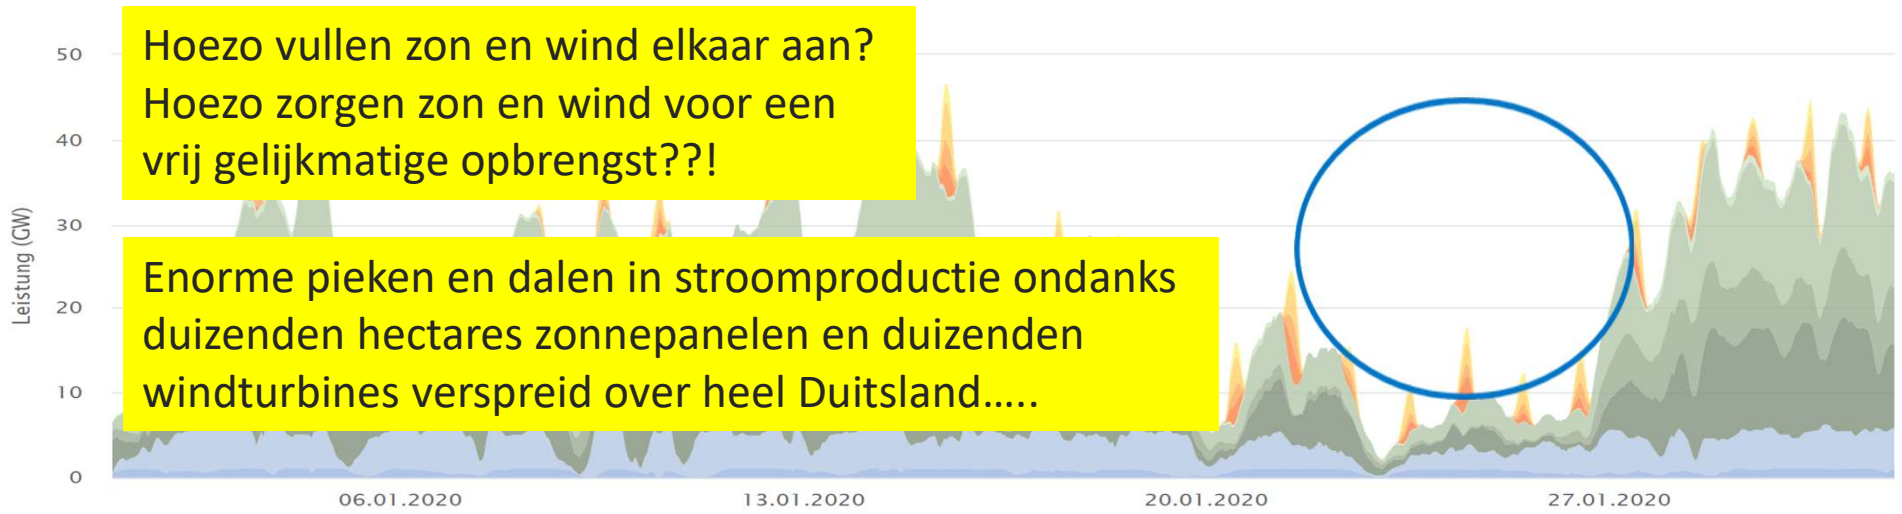 Hoezo vullen zon en wind elkaar aan?
Hoezo zorgen zon en wind voor een
vrij gelijkmatige opbrengst??!
Enorme pieken en dalen in stroomproductie ondanks
duizenden hectares zonnepanelen en duizenden
windturbines verspreid over heel Duitsland.....
Leistung (GW)
50
40
30
20
10
0
06.01.2020
13.01.2020
20.01.2020
27.01.2020